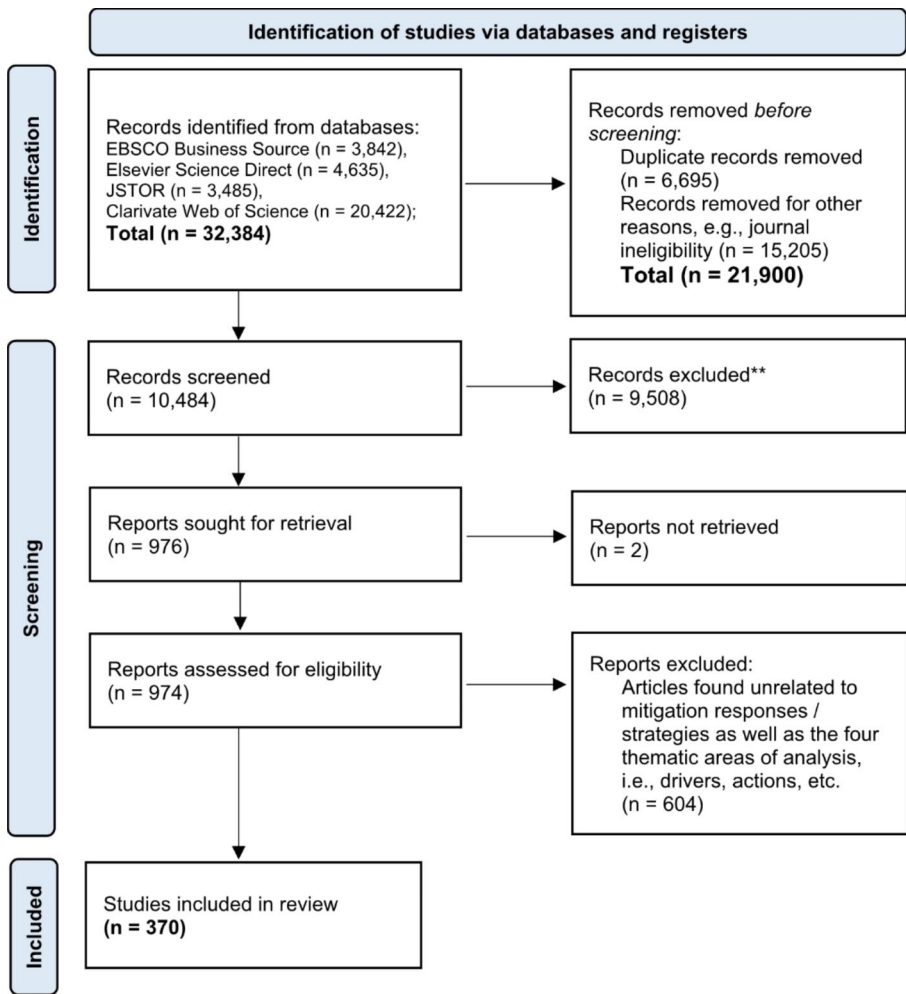 Identification of studies via databases and registers
Identification
Records identified from databases:
EBSCO Business Source (n = 3,842),
Elsevier Science Direct (n = 4,635),
JSTOR (n = 3,485),
Clarivate Web of Science (n = 20,422);
Total (n = 32,384)
Records removed before
screening:
Duplicate records removed
(n = 6,695)
Records removed for other
reasons, e.g., journal
ineligibility (n = 15,205)
Total (n = 21,900)
Screening
Records screened
(n = 10,484)
Records excluded**
(n = 9,508)
Reports sought for retrieval
(n = 976)
Reports not retrieved
(n = 2)
Reports assessed for eligibility
(n = 974)
Reports excluded:
Articles found unrelated to
mitigation responses /
strategies as well as the four
thematic areas of analysis,
i.e., drivers, actions, etc.
(n = 604)
Included
Studies included in review
(n = 370)